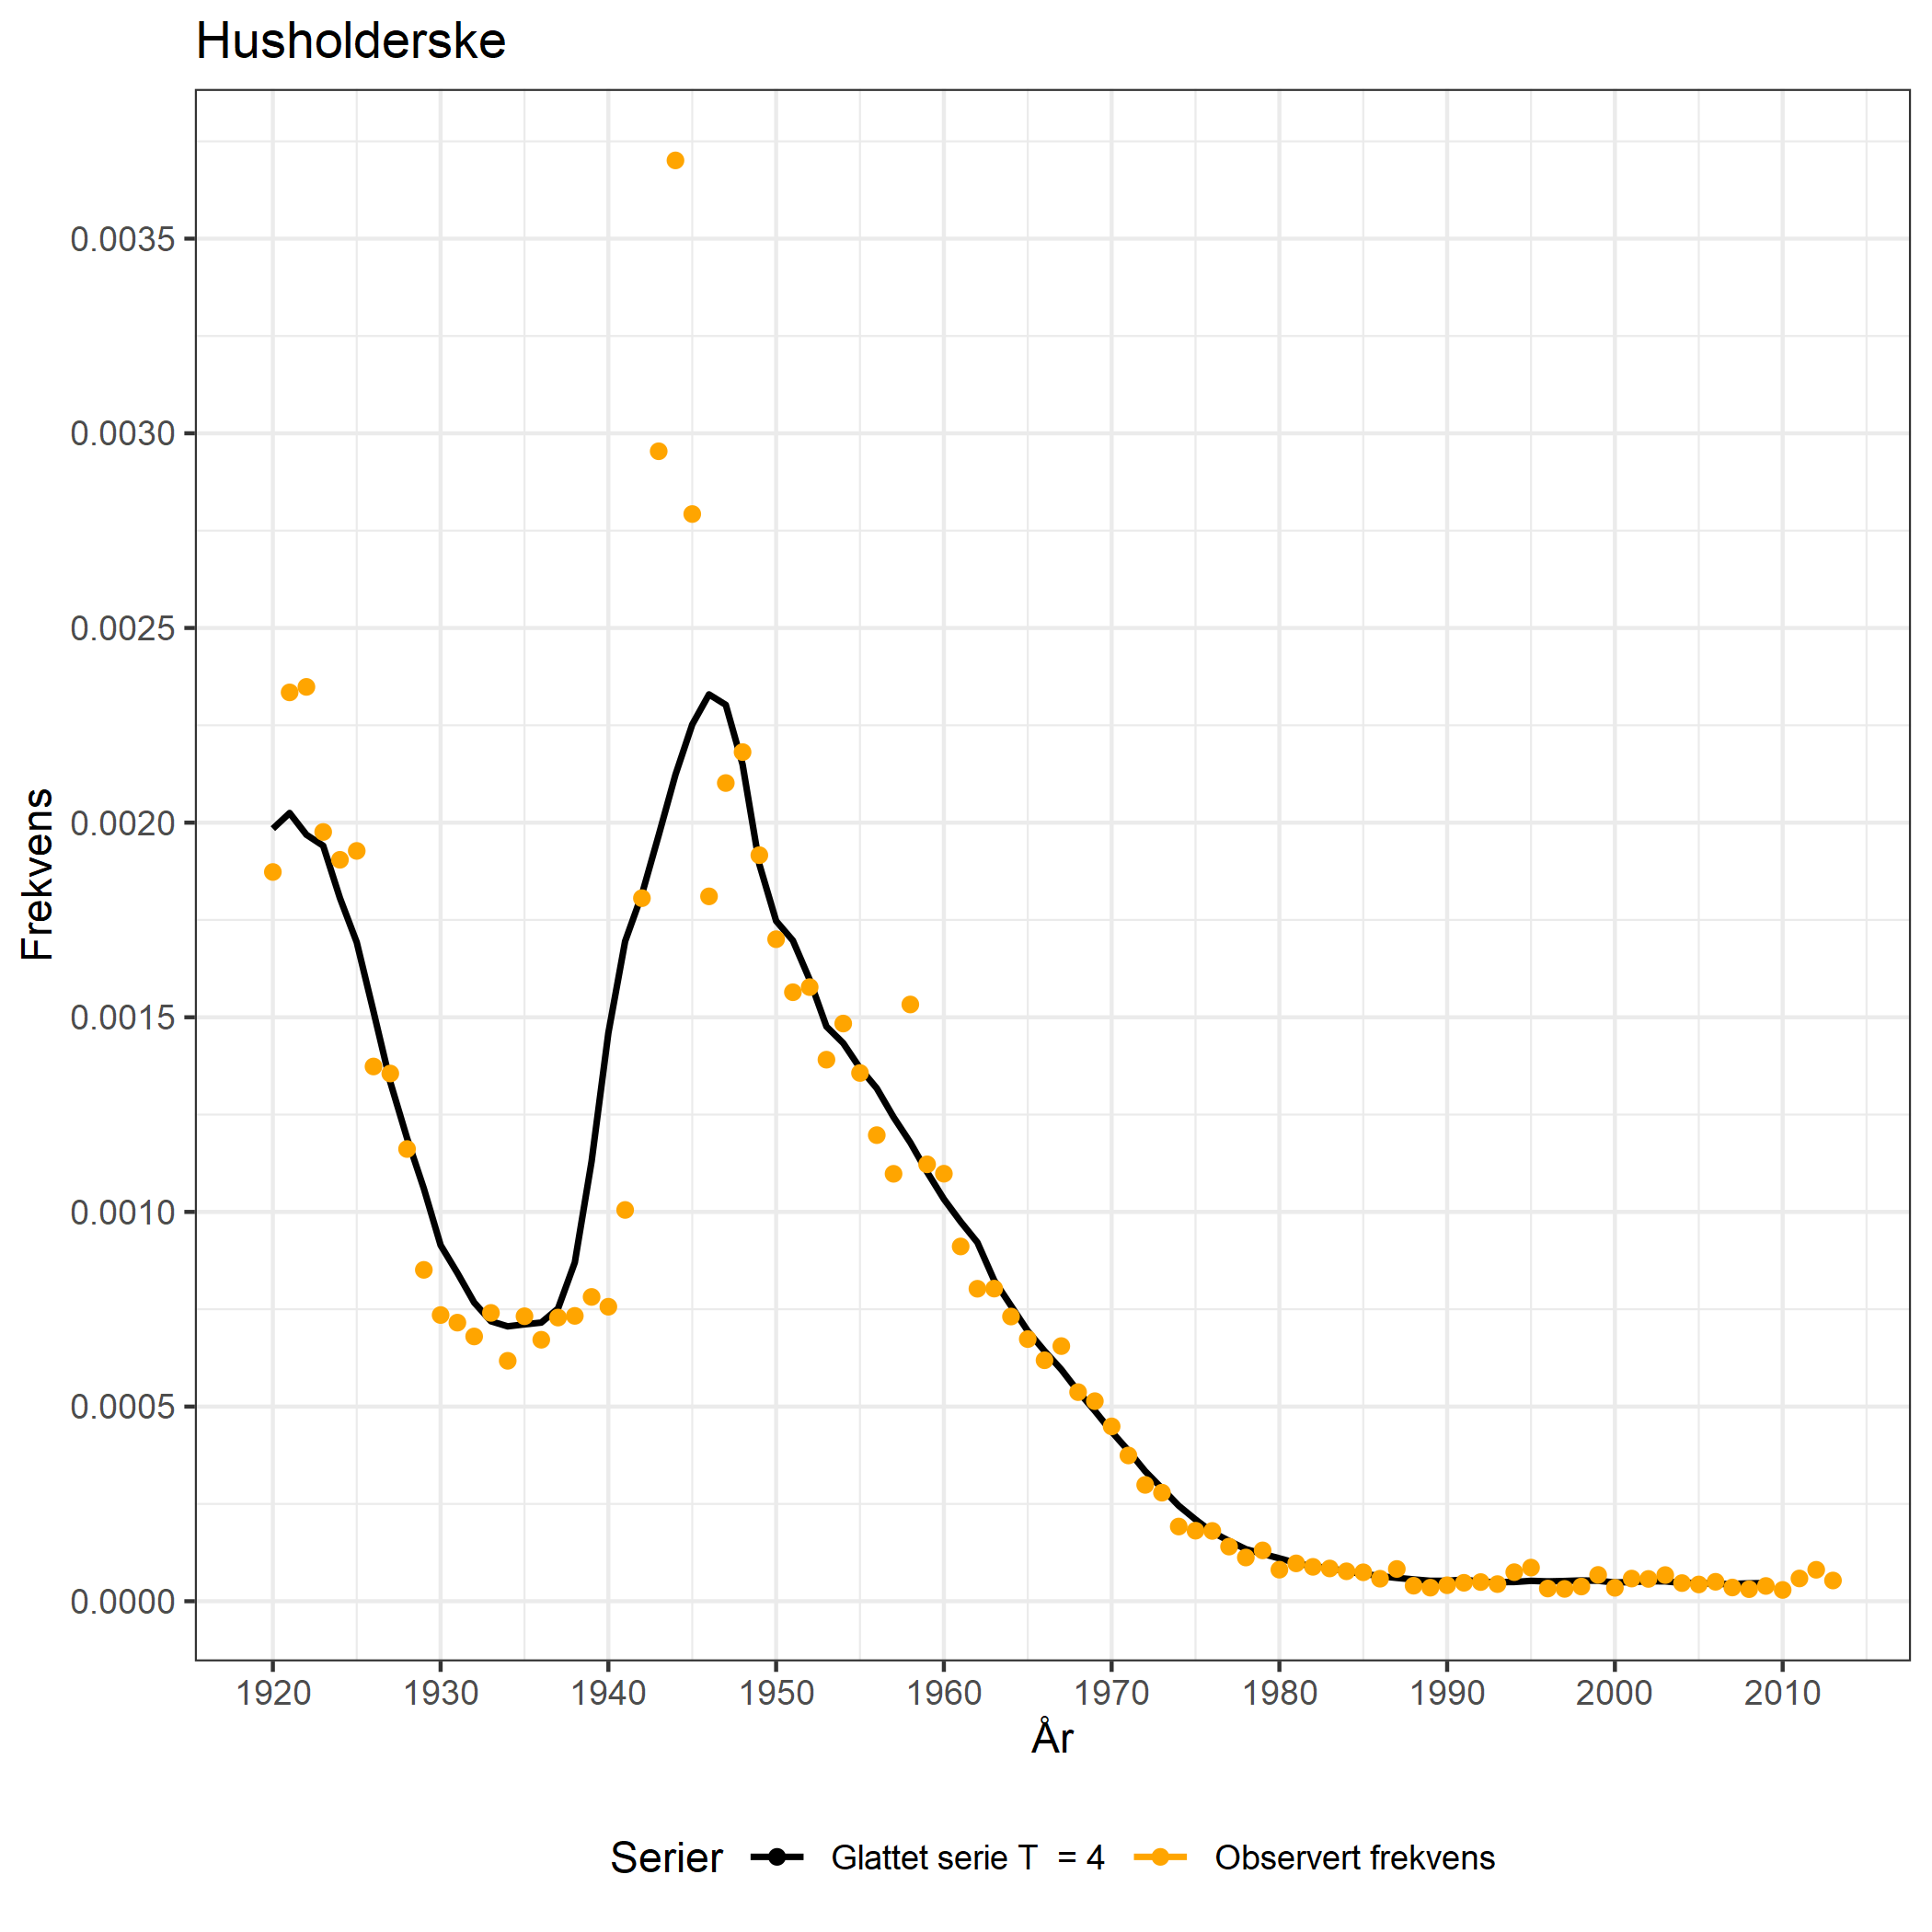 Husholderske
Frekvens
0.0035
0.0030
0.0025
0.0020
0.0015
0.0010
0.0005
0.0000
1920 1930 1940 1950 1960 1970 1980 1990 2000 2010
År
Serier Glattet serie T = 4 Observert frekvens